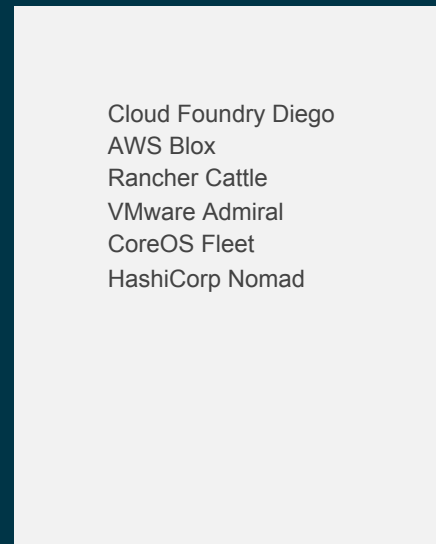 Cloud Foundry Diego
AWS Blox
Rancher Cattle
VMware Admiral
CoreOS Fleet
HashiCorp Nomad